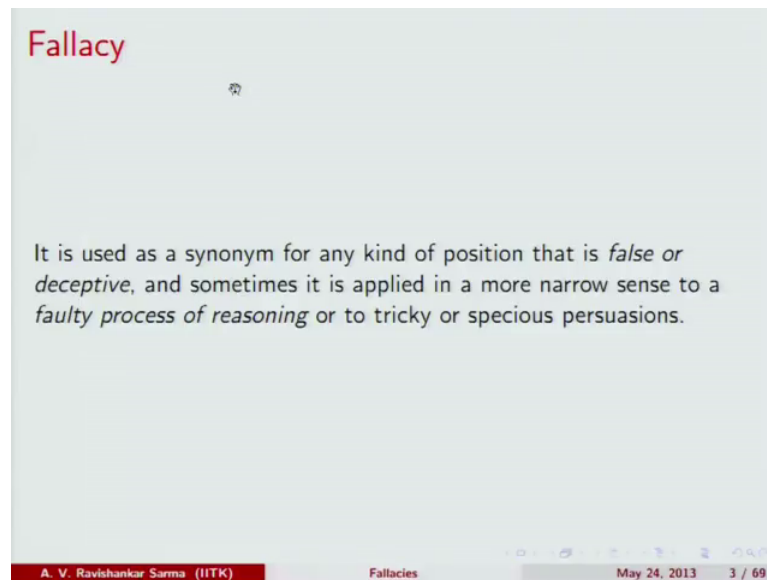 Fallacy
It is used as a synonym for any kind of position that is false or
deceptive, and sometimes it is applied in a more narrow sense to a
faulty process of reasoning or to tricky or specious persuasions.
A. V. Ravishankar Sarma (IITK) Fallacies May 24, 2013 3 / 69